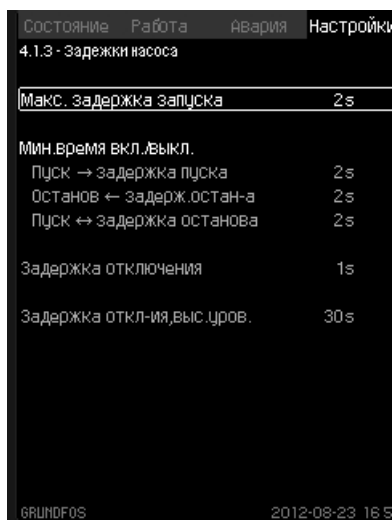 Состояние Работа Авария Настройки
4.1.3 - Задежки насоса
Макс. задержка запуска 2s
Мин.время вкл./выкл.
Пуск → задержка пуска 2s
Останов ← задерж.остан-а 2s
Пуск ↔ задержка останова 2s
Задержка отключения 1s
Задержка откл-ия,выс.уров. 30s
GRUNDFOS 2012-08-23 16:5